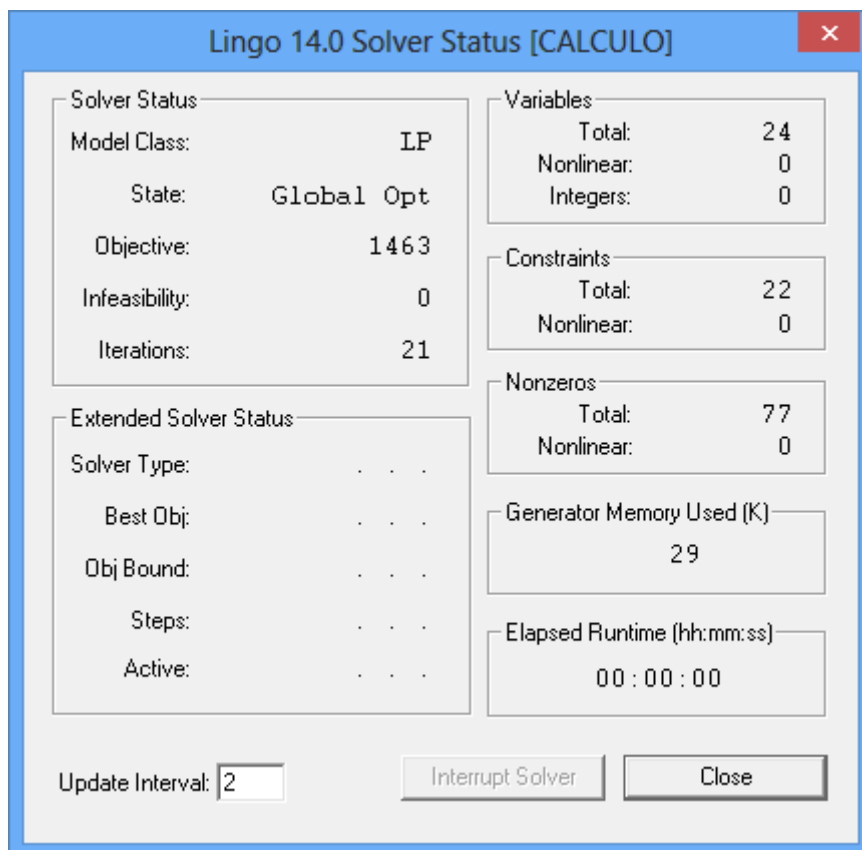 Lingo 14.0 Solver Status [CALCULO]
×
Solver Status
Model Class: LP
State: Global Opt
Objective: 1463
Infeasibility: 0
Iterations: 21
Extended Solver Status
Solver Type: . . .
Best Obj: . . .
Obj Bound: . . .
Steps: . . .
Active: . . .
Variables
Total: 24
Nonlinear: 0
Integers: 0
Constraints
Total: 22
Nonlinear: 0
Nonzeros
Total: 77
Nonlinear: 0
Generator Memory Used (K)
29
Elapsed Runtime (hh:mm:ss)
00:00:00
Update Interval: 2
Interrupt Solver
Close